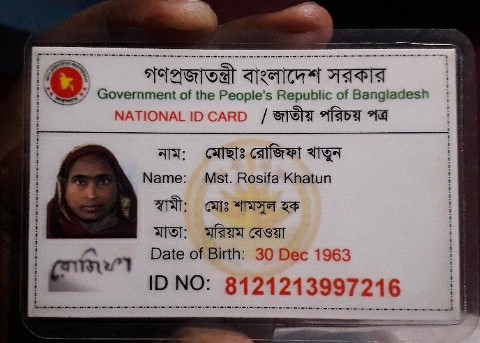 গণপ্রজাতন্ত্রী বাংলাদেশ সরকার
Government of the People's Republic of Bangladesh
NATIONAL ID CARD / জাতীয় পরিচয় পত্র
নাম: মোছাঃ রোজিফা খাতুন
Name: Mst. Rosifa Khatun
স্বামী: মোঃ শামসুল হক
মাতা: মরিয়ম বেওয়া
Date of Birth: 30 Dec 1963
রোজিফা
ID NO: 8121213997216